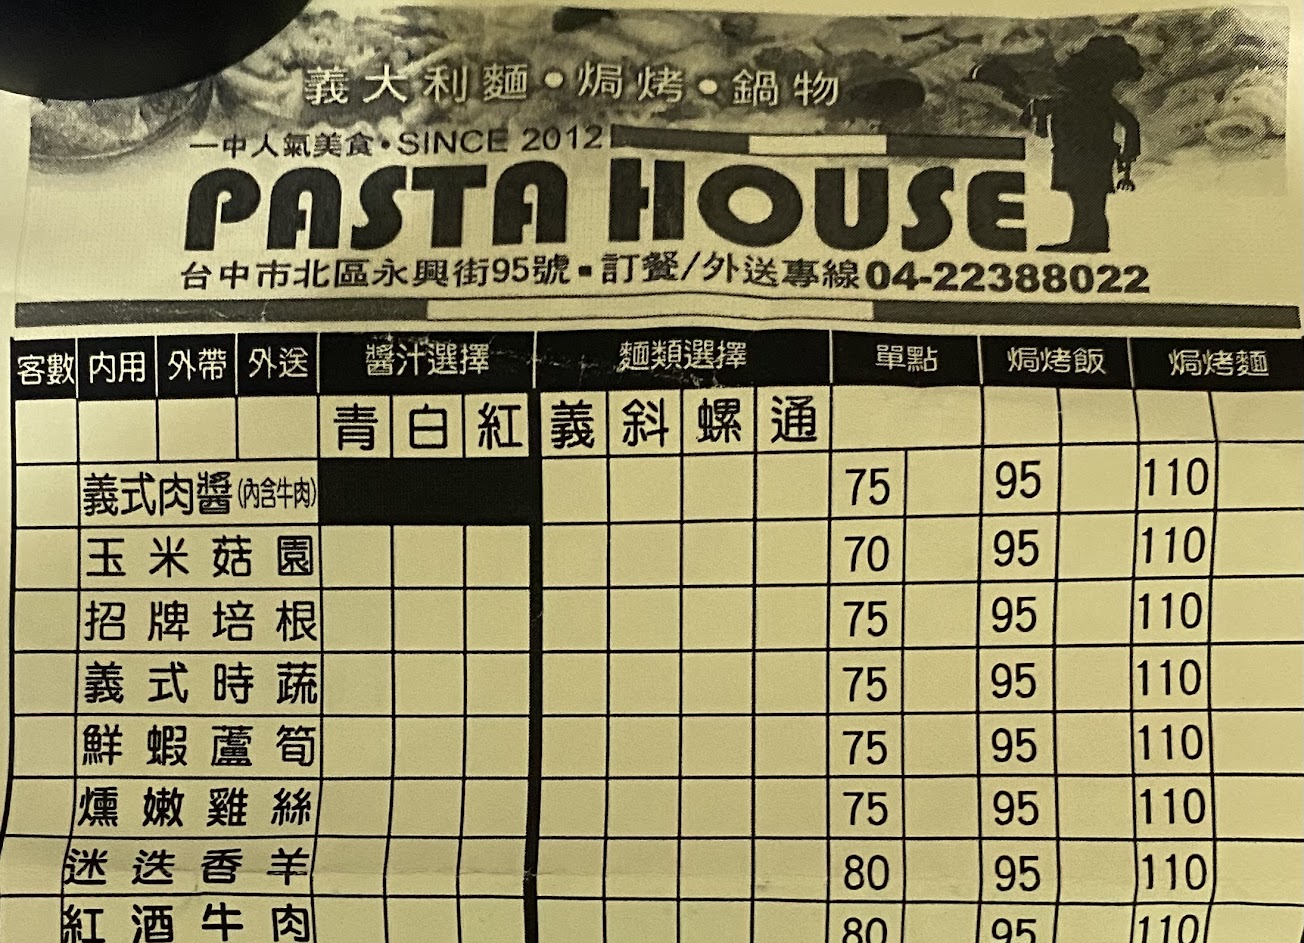 義大利麵•焗烤•鍋物
一中人氣美食•SINCE 2012
PASTA HOUSE
台中市北區永興街95號▪訂餐/外送專線04-22388022
客數 內用 外帶 外送 醬汁選擇 麵類選擇 單點 焗烤飯 焗烤麵
青 白 紅 義 斜 螺 通
義式肉醬(內含牛肉) 75 95 110
玉米菇園 70 95 110
招牌培根 75 95 110
義式時蔬 75 95 110
鮮蝦蘆筍 75 95 110
燻嫩雞絲 75 95 110
迷迭香羊 80 95 110
紅酒牛肉 80 95 110